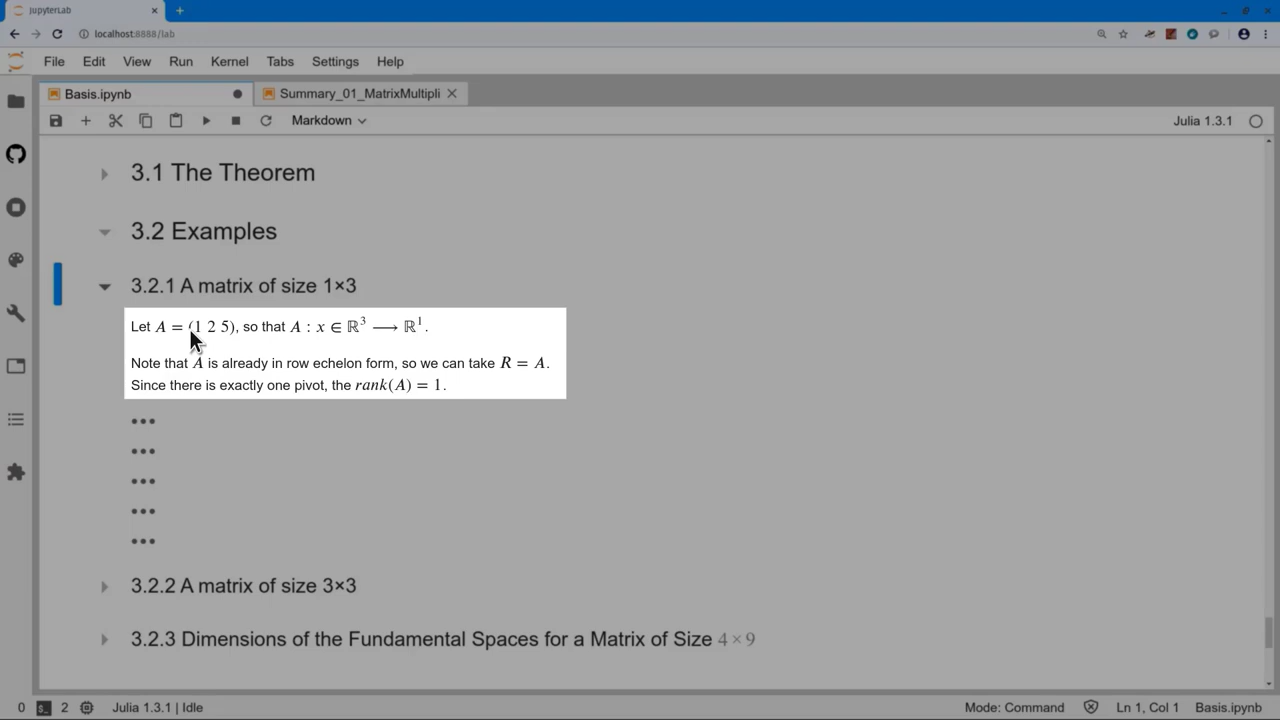 JupyterLab
localhost:8888/lab
File Edit View Run Kernel Tabs Settings Help
Basis.ipynb
Summary_01_MatrixMultipli
Markdown
Julia 1.3.1
3.1 The Theorem
3.2 Examples
3.2.1 A matrix of size 1×3
Let A = (1 2 5), so that A : x ∈ ℝ³ ⟶ ℝ¹.
Note that A is already in row echelon form, so we can take R = A.
Since there is exactly one pivot, the rank(A) = 1.
•••
•••
•••
•••
•••
3.2.2 A matrix of size 3×3
3.2.3 Dimensions of the Fundamental Spaces for a Matrix of Size 4 × 9
0 2 Julia 1.3.1 | Idle Mode: Command Ln 1, Col 1 Basis.ipynb